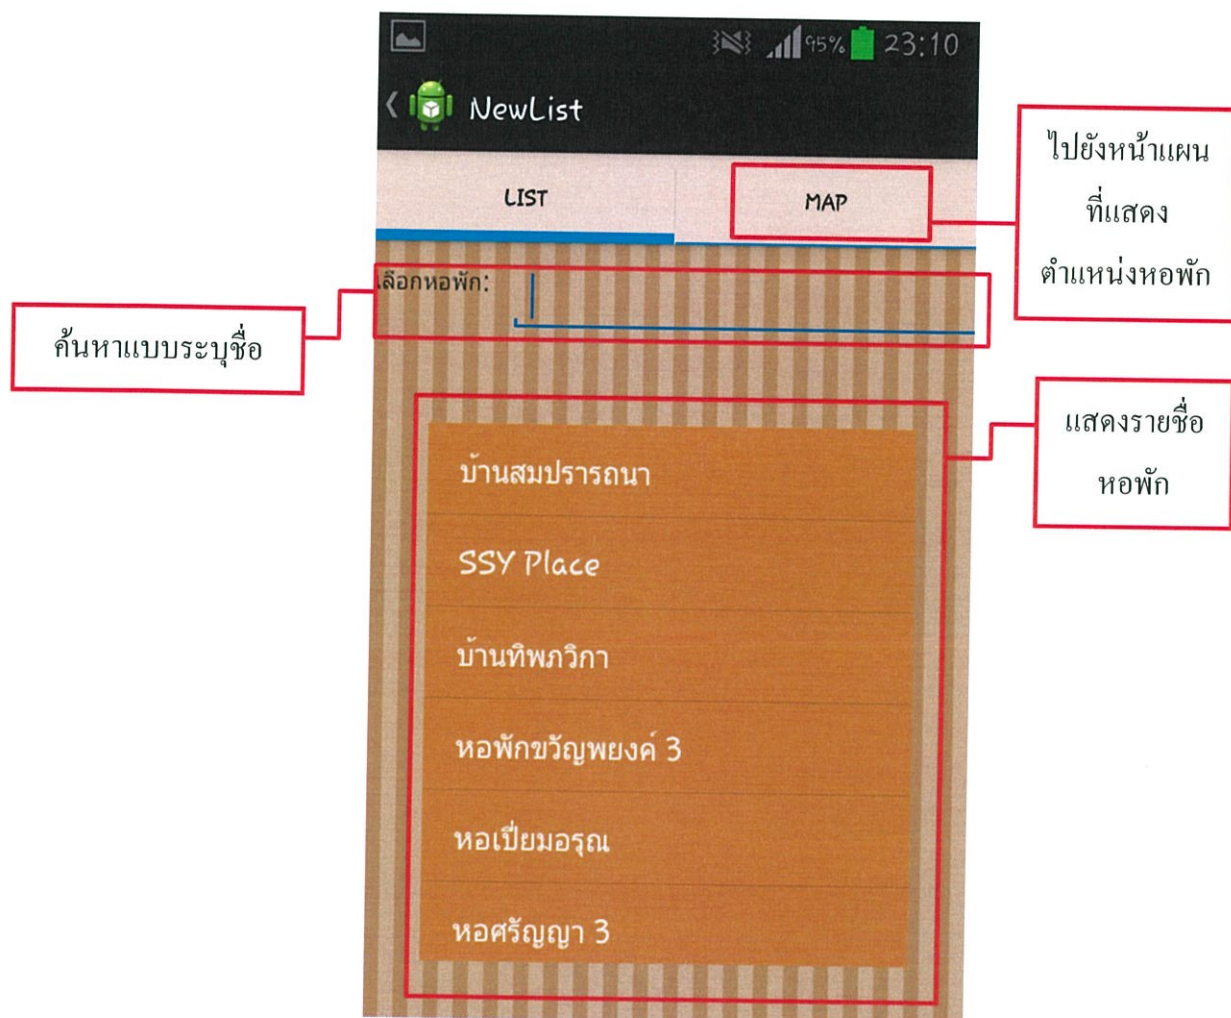 95% 23:10
NewList
LIST
MAP
ไปยังหน้าแผน
ที่แสดง
ตำแหน่งหอพัก
เลือกหอพัก:
ค้นหาแบบระบุชื่อ
แสดงรายชื่อ
หอพัก
บ้านสมปรารถนา
SSY Place
บ้านทิพภวิกา
หอพักขวัญพยงค์ 3
หอเปี่ยมอรุณ
หอศรัญญา 3